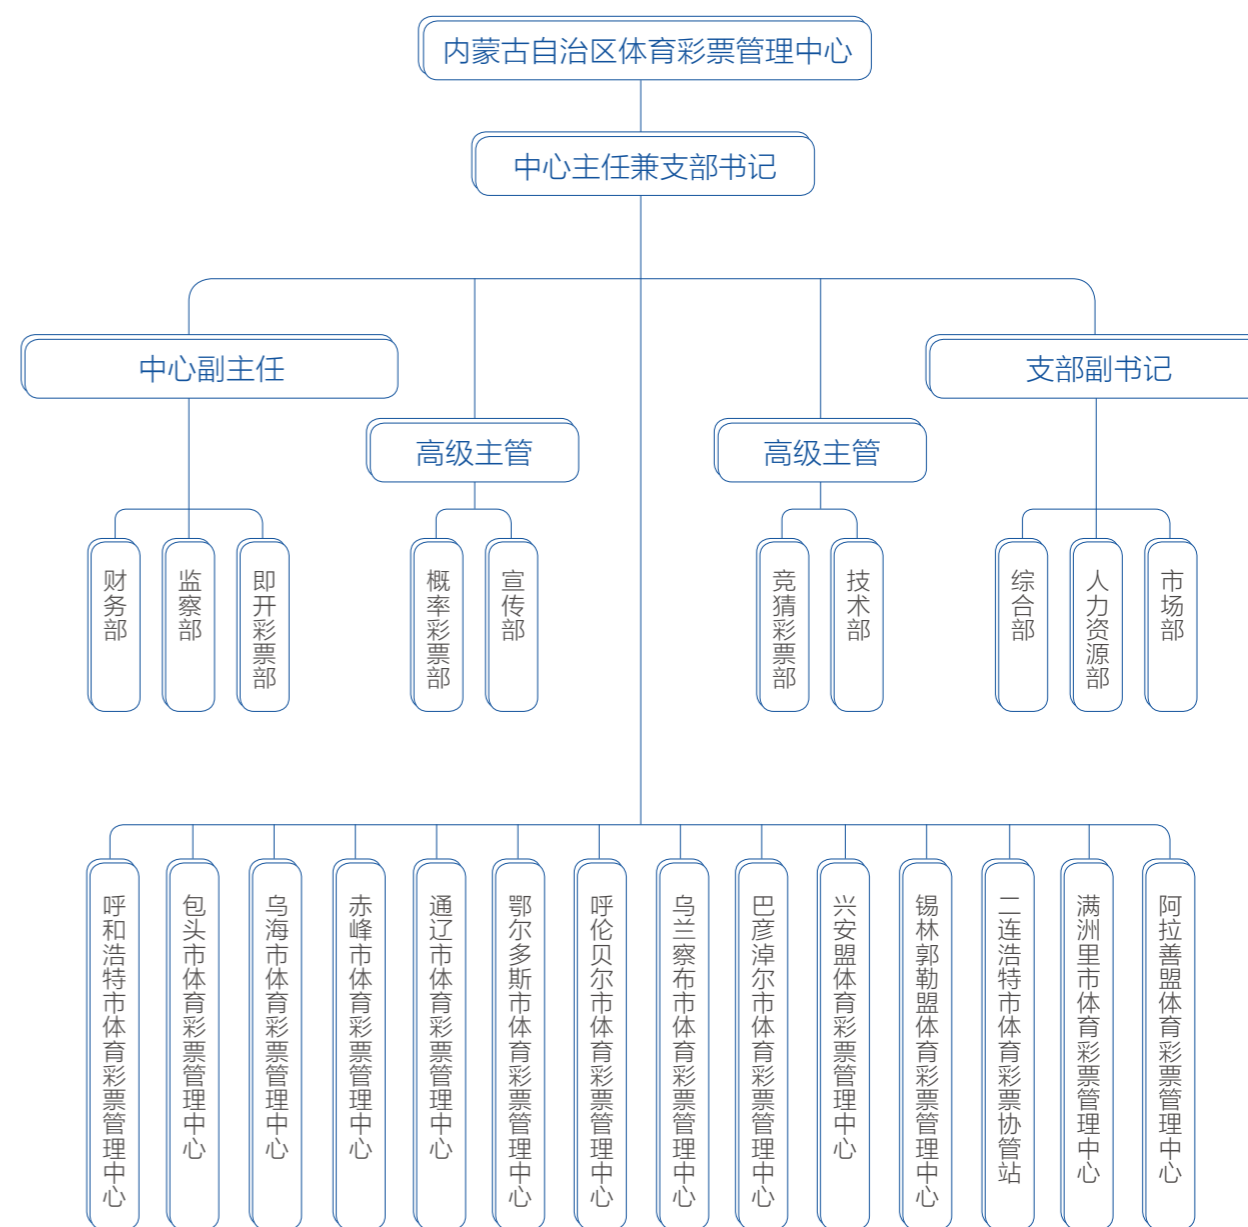 内蒙古自治区体育彩票管理中心
中心主任兼支部书记
中心副主任
支部副书记
高级主管
高级主管
财务部
监察部
即开彩票部
概率彩票部
宣传部
竞猜彩票部
技术部
综合部
人力资源部
市场部
呼和浩特市体育彩票管理中心
包头市体育彩票管理中心
乌海市体育彩票管理中心
赤峰市体育彩票管理中心
通辽市体育彩票管理中心
鄂尔多斯市体育彩票管理中心
呼伦贝尔市体育彩票管理中心
乌兰察布市体育彩票管理中心
巴彦淖尔市体育彩票管理中心
兴安盟体育彩票管理中心
锡林郭勒盟体育彩票管理中心
二连浩特市体育彩票协管站
满洲里市体育彩票管理中心
阿拉善盟体育彩票管理中心